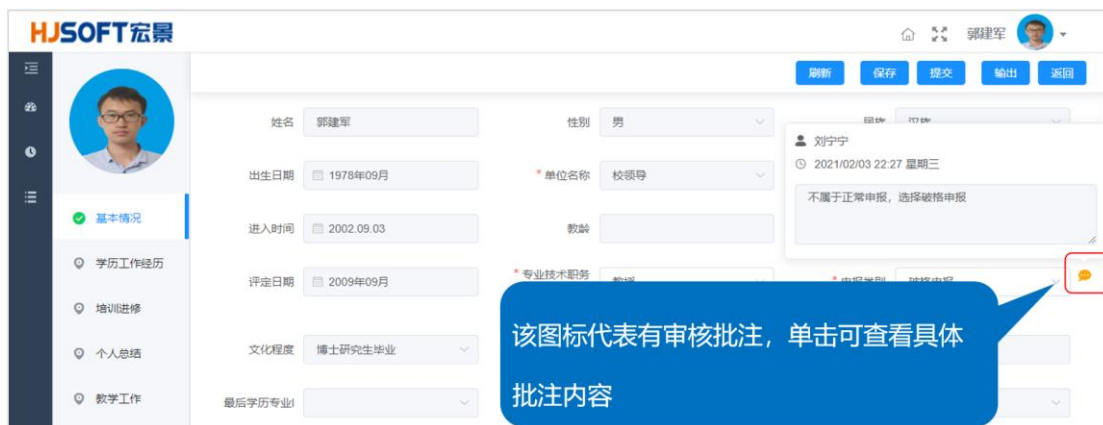 HJSOFT宏景
郭建军
刷新 保存 提交 输出 返回
姓名 郭建军 性别 男 民族 汉族
刘宁宁
2021/02/03 22:27 星期三
不属于正常申报，选择破格申报
出生日期 1978年09月 * 单位名称 校领导
基本情况
进入时间 2002.09.03 教龄
学历工作经历
评定日期 2009年09月 * 专业技术职务 教授 * 申报类别 破格申报
培训进修
该图标代表有审核批注，单击可查看具体
批注内容
个人总结
文化程度 博士研究生毕业
教学工作
最后学历专业